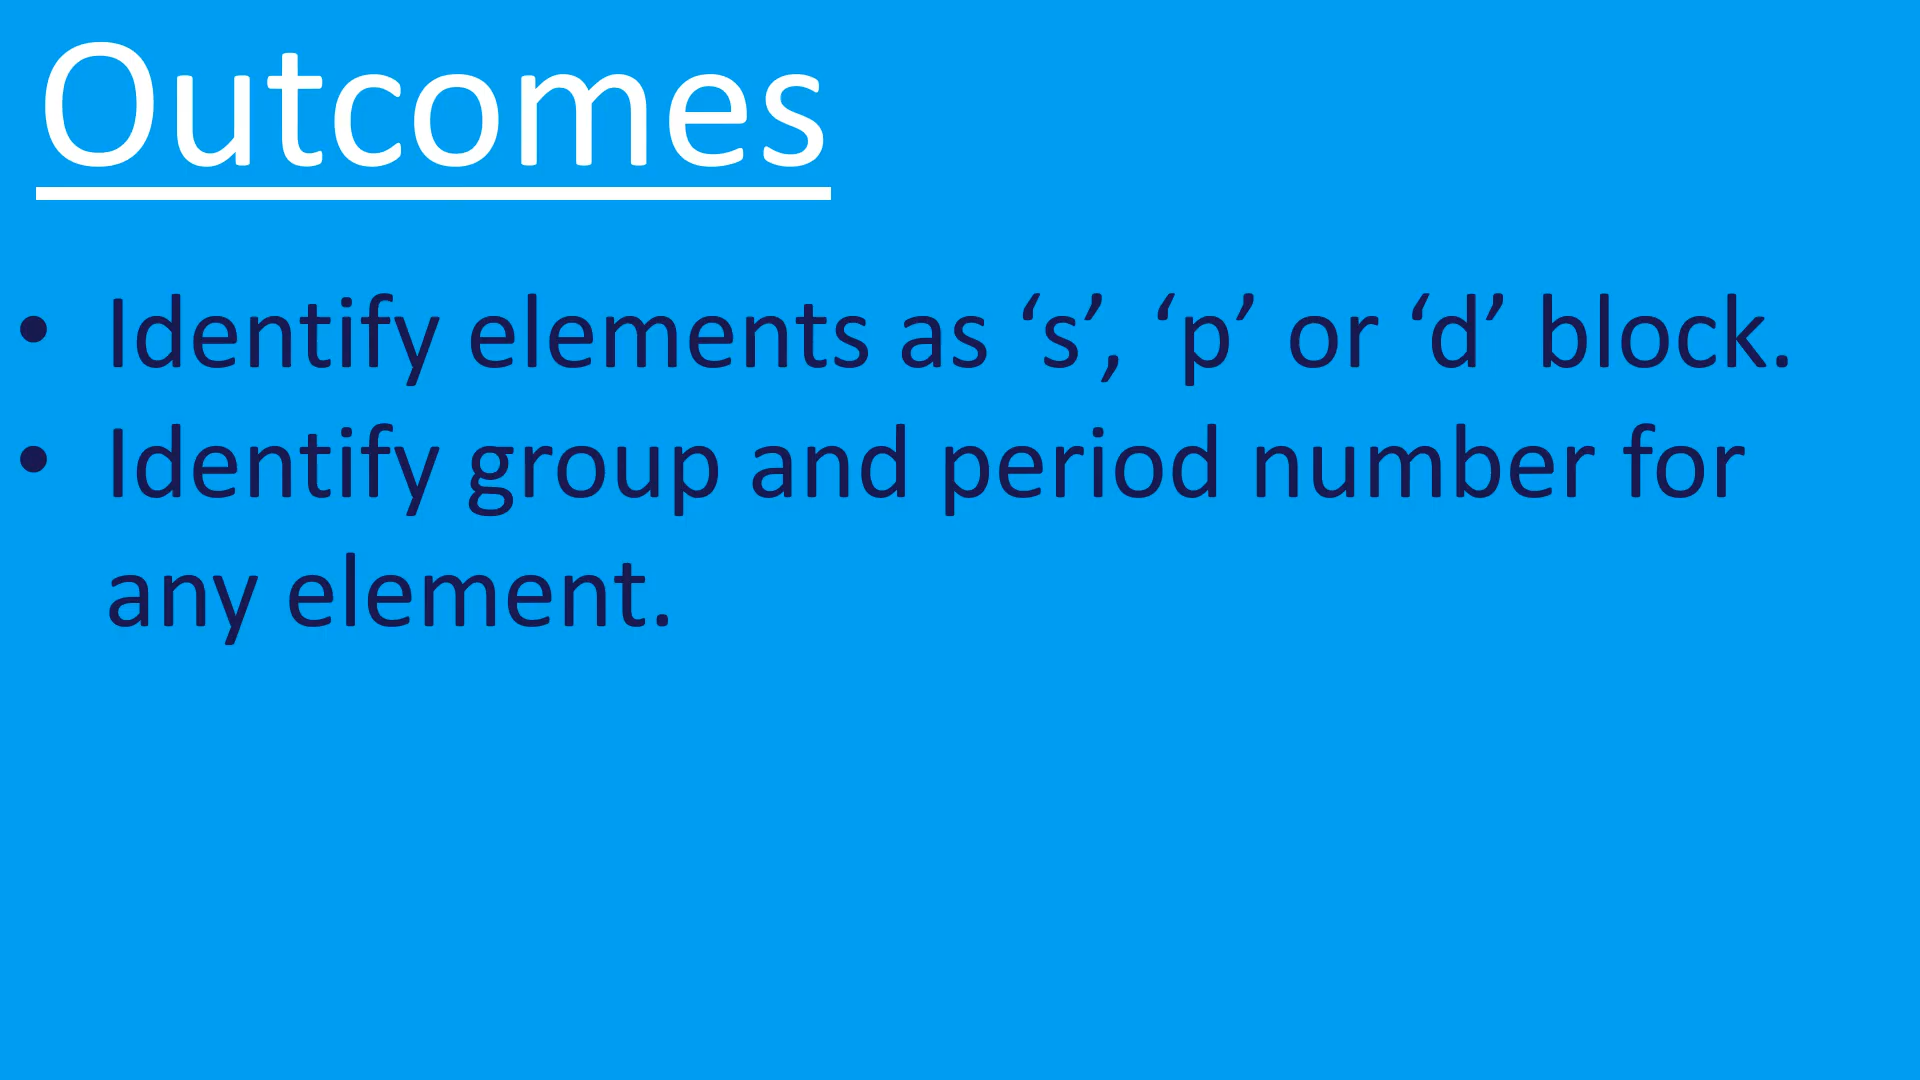 Outcomes
• Identify elements as ‘s’, ‘p’ or ‘d’ block.
• Identify group and period number for
any element.